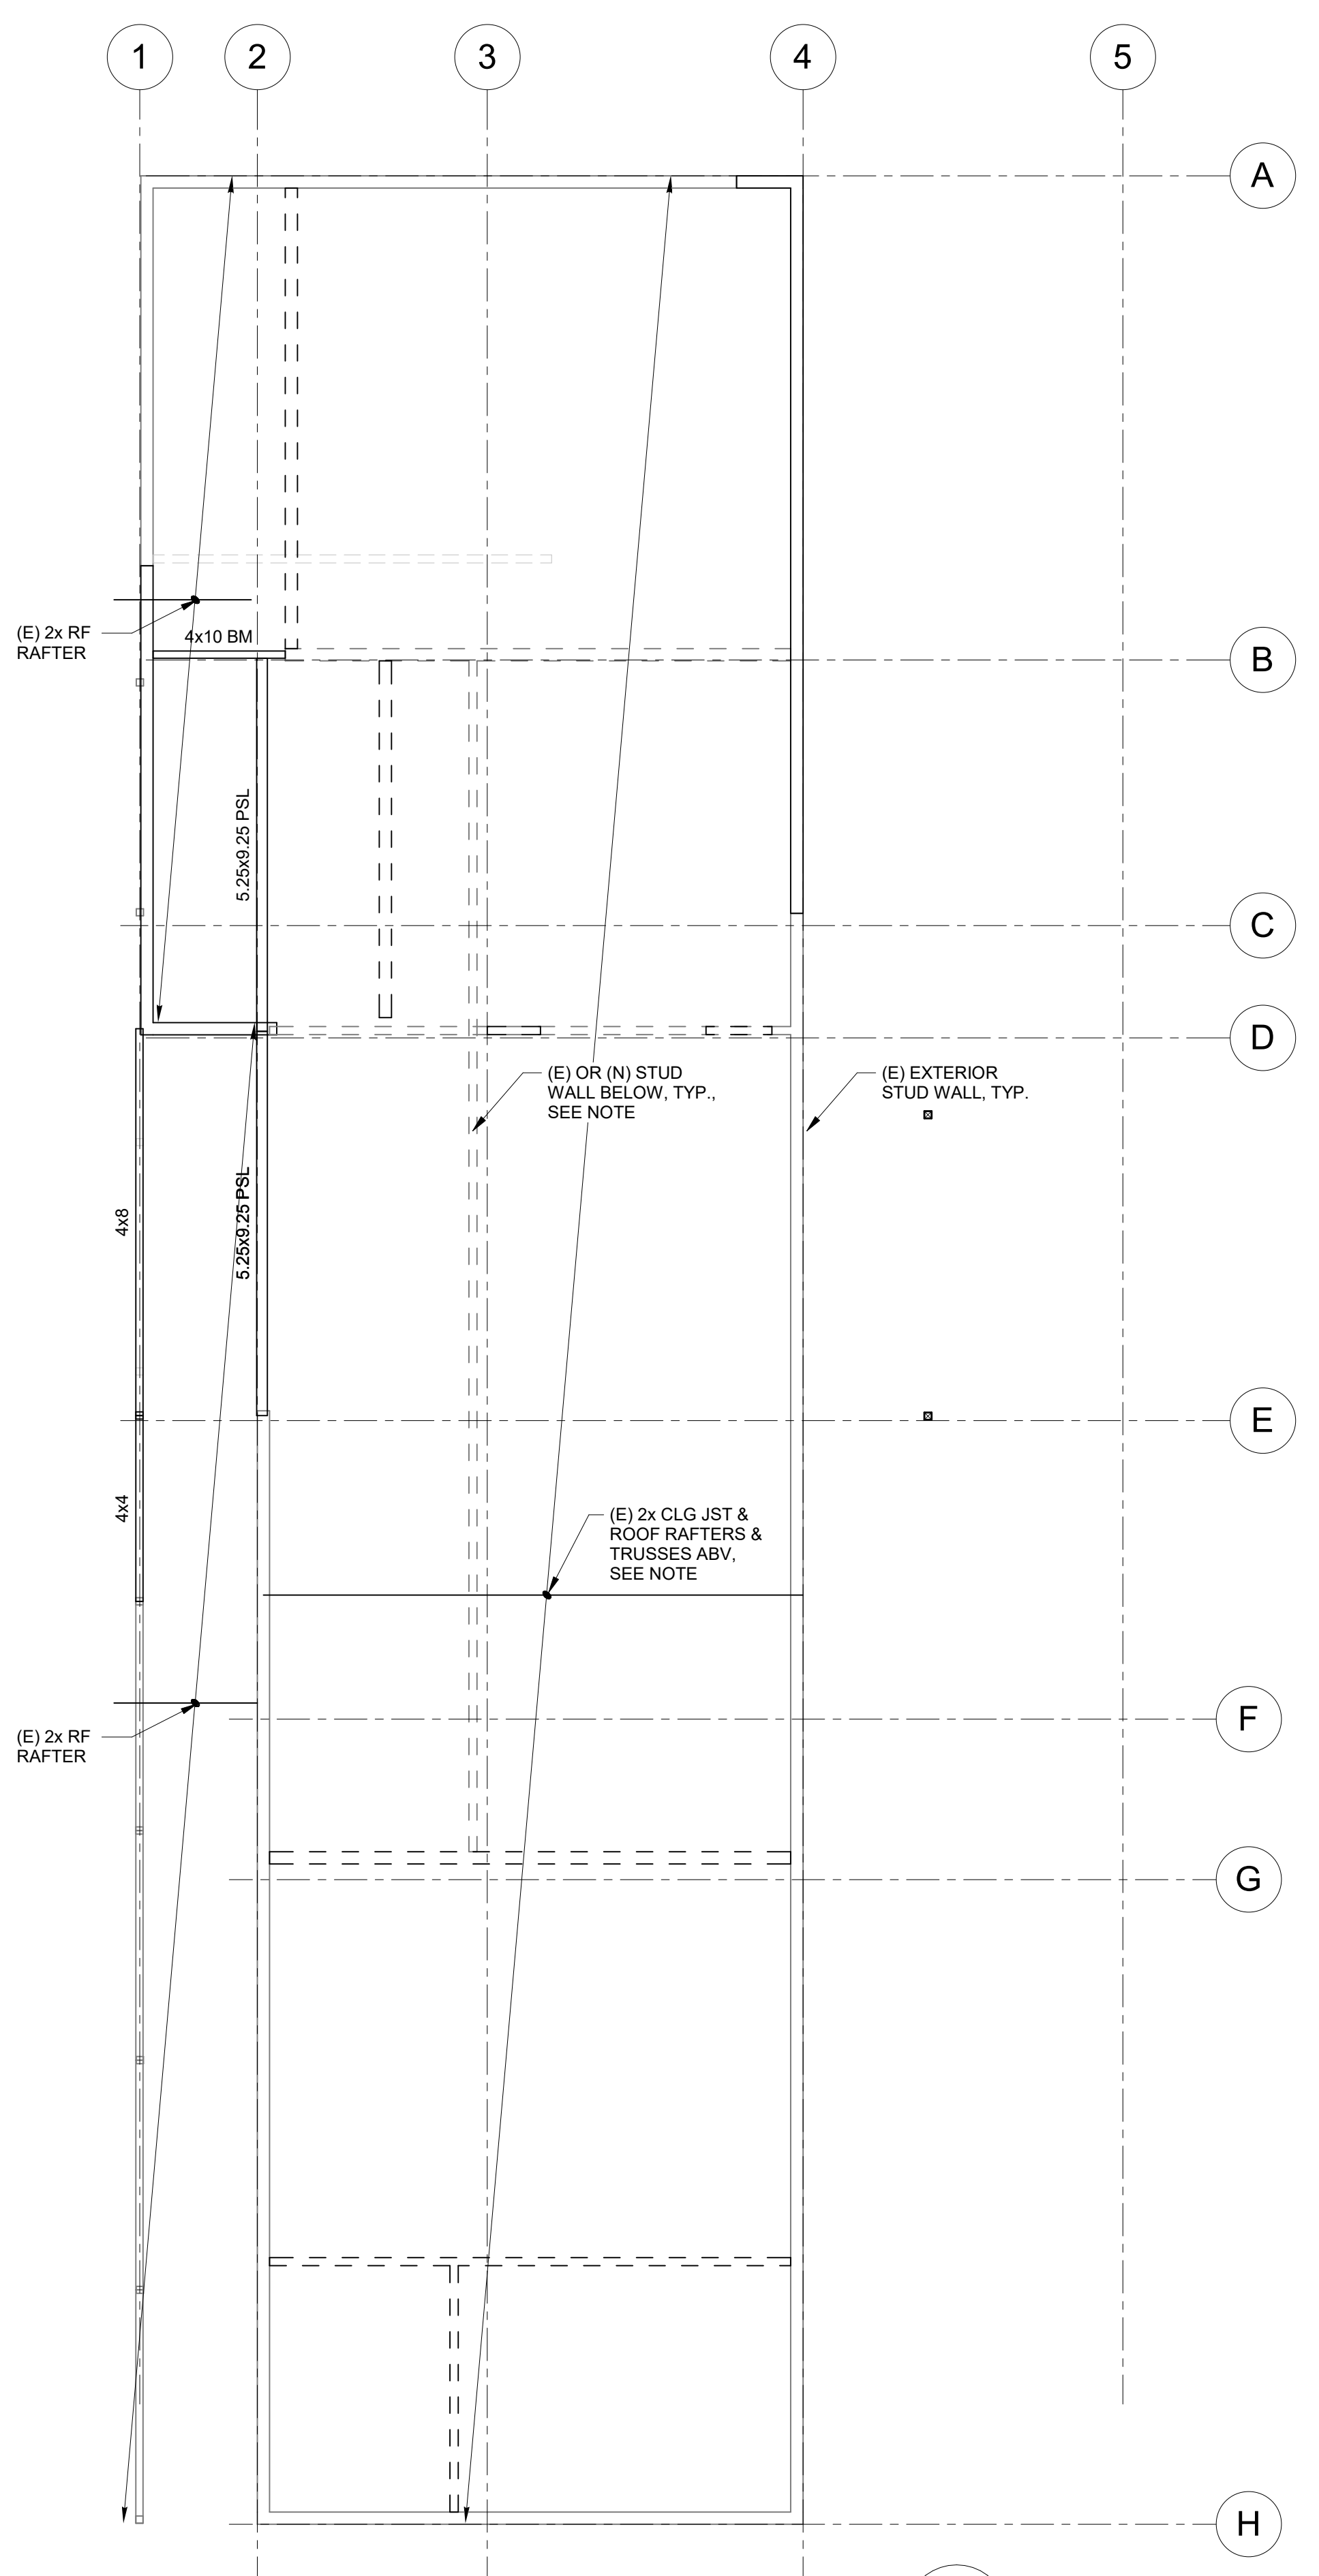 1
2
3
4
5
A
(E) 2x RF
RAFTER
4x10 BM
B
5.25x9.25 PSL
C
D
(E) OR (N) STUD
WALL BELOW, TYP.,
SEE NOTE
(E) EXTERIOR
STUD WALL, TYP.
4x8
5.25x9.25 PSL
E
4x4
(E) 2x CLG JST &
ROOF RAFTERS &
TRUSSES ABV,
SEE NOTE
(E) 2x RF
RAFTER
F
G
H